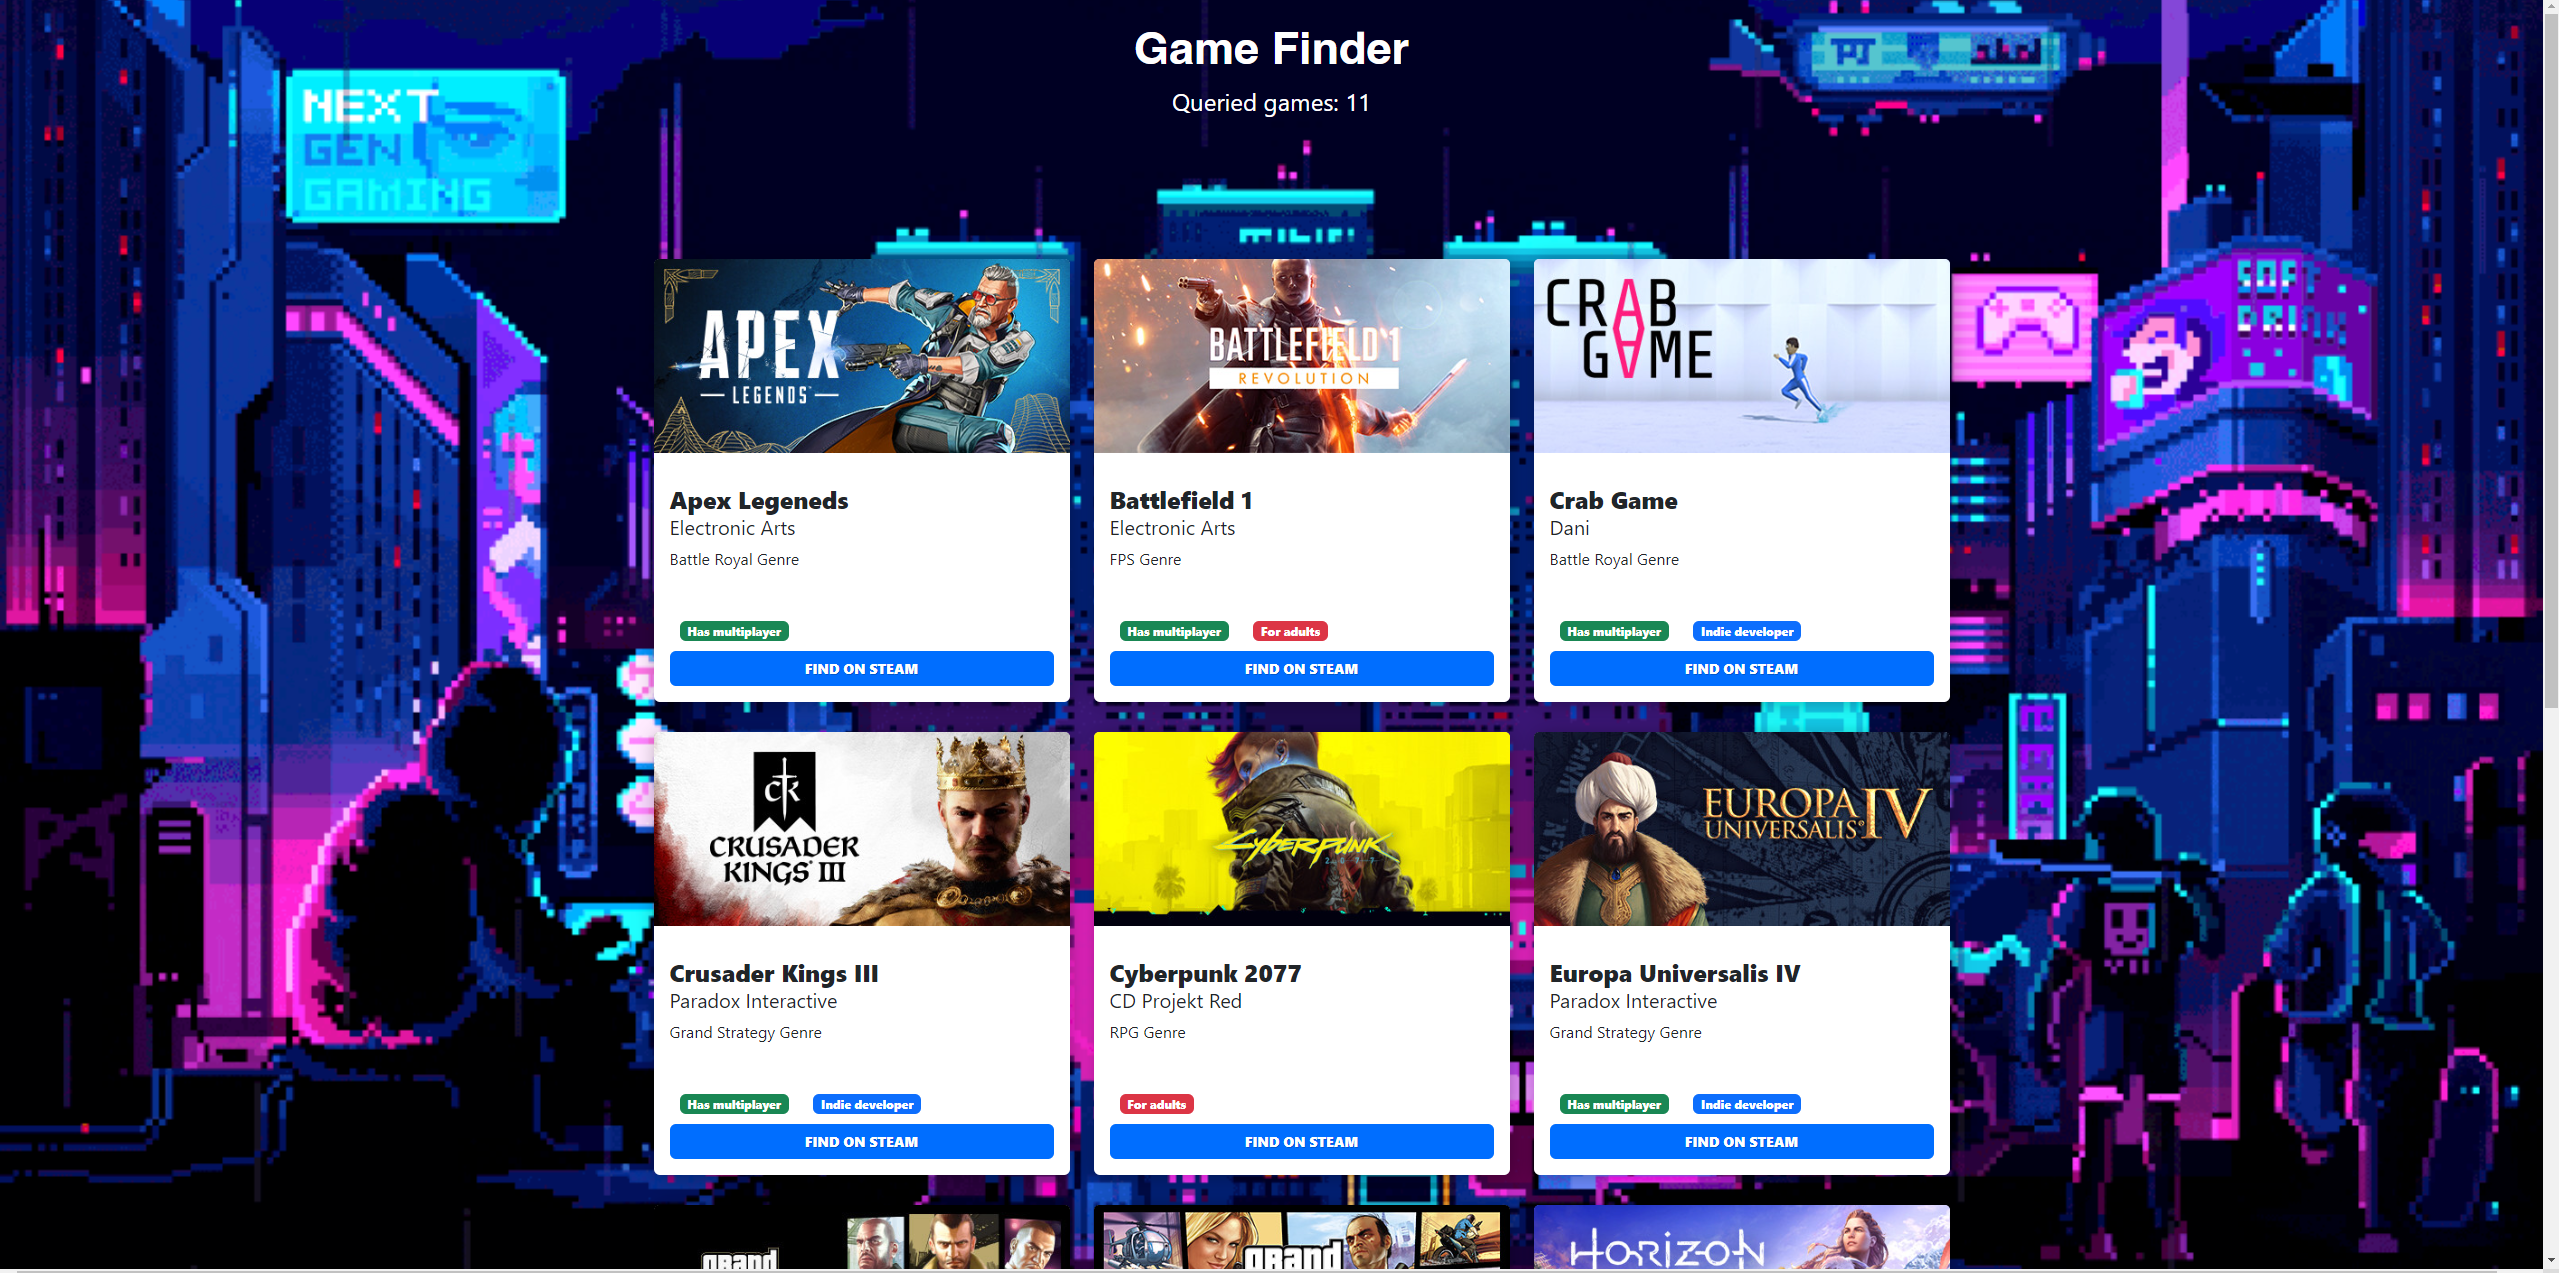 Game Finder
Queried games: 11
NEXT
GEN
GAMING
APEX
LEGENDS
BATTLEFIELD 1
REVOLUTION
CRAB
GAME
Apex Legeneds
Electronic Arts
Battle Royal Genre
Has multiplayer
FIND ON STEAM
Battlefield 1
Electronic Arts
FPS Genre
Has multiplayer For adults
FIND ON STEAM
Crab Game
Dani
Battle Royal Genre
Has multiplayer Indie developer
FIND ON STEAM
CK
CRUSADER
KINGS III
Cyberpunk
2077
EUROPA
UNIVERSALIS IV
Crusader Kings III
Paradox Interactive
Grand Strategy Genre
Has multiplayer Indie developer
FIND ON STEAM
Cyberpunk 2077
CD Projekt Red
RPG Genre
For adults
FIND ON STEAM
Europa Universalis IV
Paradox Interactive
Grand Strategy Genre
Has multiplayer Indie developer
FIND ON STEAM
grand
grand
HORIZON